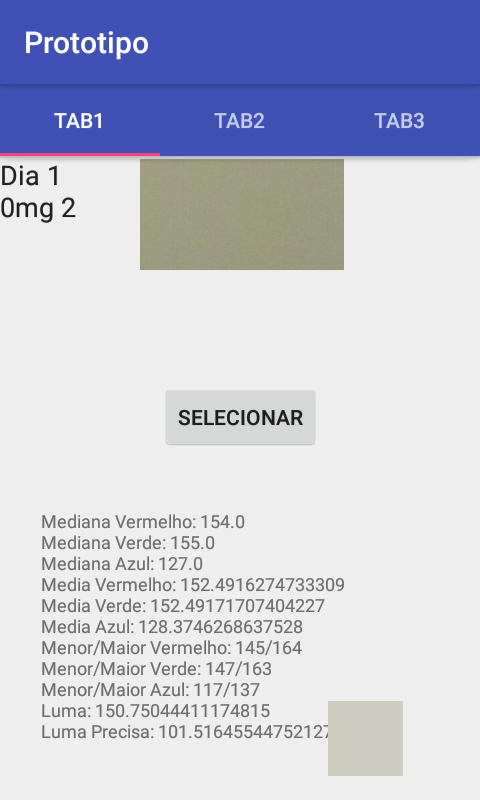 Prototipo
TAB1 TAB2 TAB3
Dia 1
0mg 2
SELECIONAR
Mediana Vermelho: 154.0
Mediana Verde: 155.0
Mediana Azul: 127.0
Media Vermelho: 152.4916274733309
Media Verde: 152.49171707404227
Media Azul: 128.3746268637528
Menor/Maior Vermelho: 145/164
Menor/Maior Verde: 147/163
Menor/Maior Azul: 117/137
Luma: 150.75044411174815
Luma Precisa: 101.51645544752127